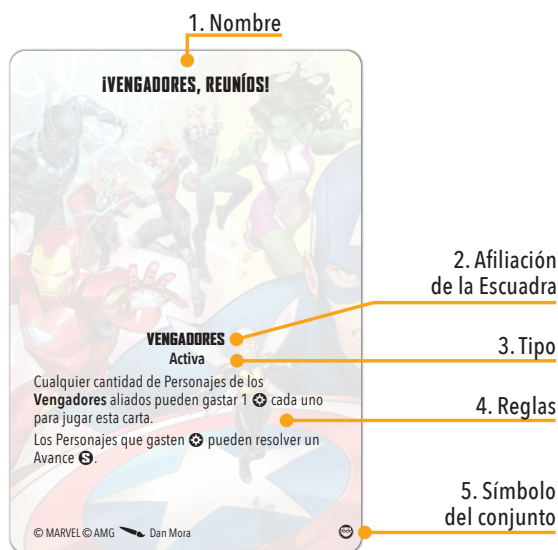 1. Nombre
¡VENGADORES, REUNÍOS!
2. Afiliación
de la Escuadra
VENGADORES
3. Tipo
Activa
Cualquier cantidad de Personajes de los
Vengadores aliados pueden gastar 1 cada uno
para jugar esta carta.
4. Reglas
Los Personajes que gasten pueden resolver un
Avance S.
5. Símbolo
del conjunto
© MARVEL © AMG Dan Mora